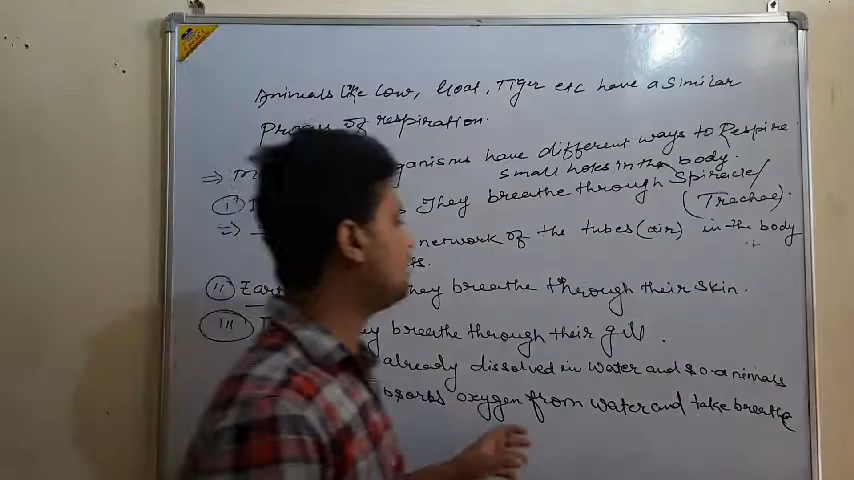 Animals like Cow, Goat, Tiger etc have a similar
Process of respiration.
⇒ organisms have different ways to Respire.
small holes in the body.
(i) They breathe through Spiracle/
(Trachea).
⇒ network of the tubes (air) in the body
(ii) They breathe through their skin.
(iii) breathe through their gill.
already dissolved in water and so animals
absorbs oxygen from water and take breathe